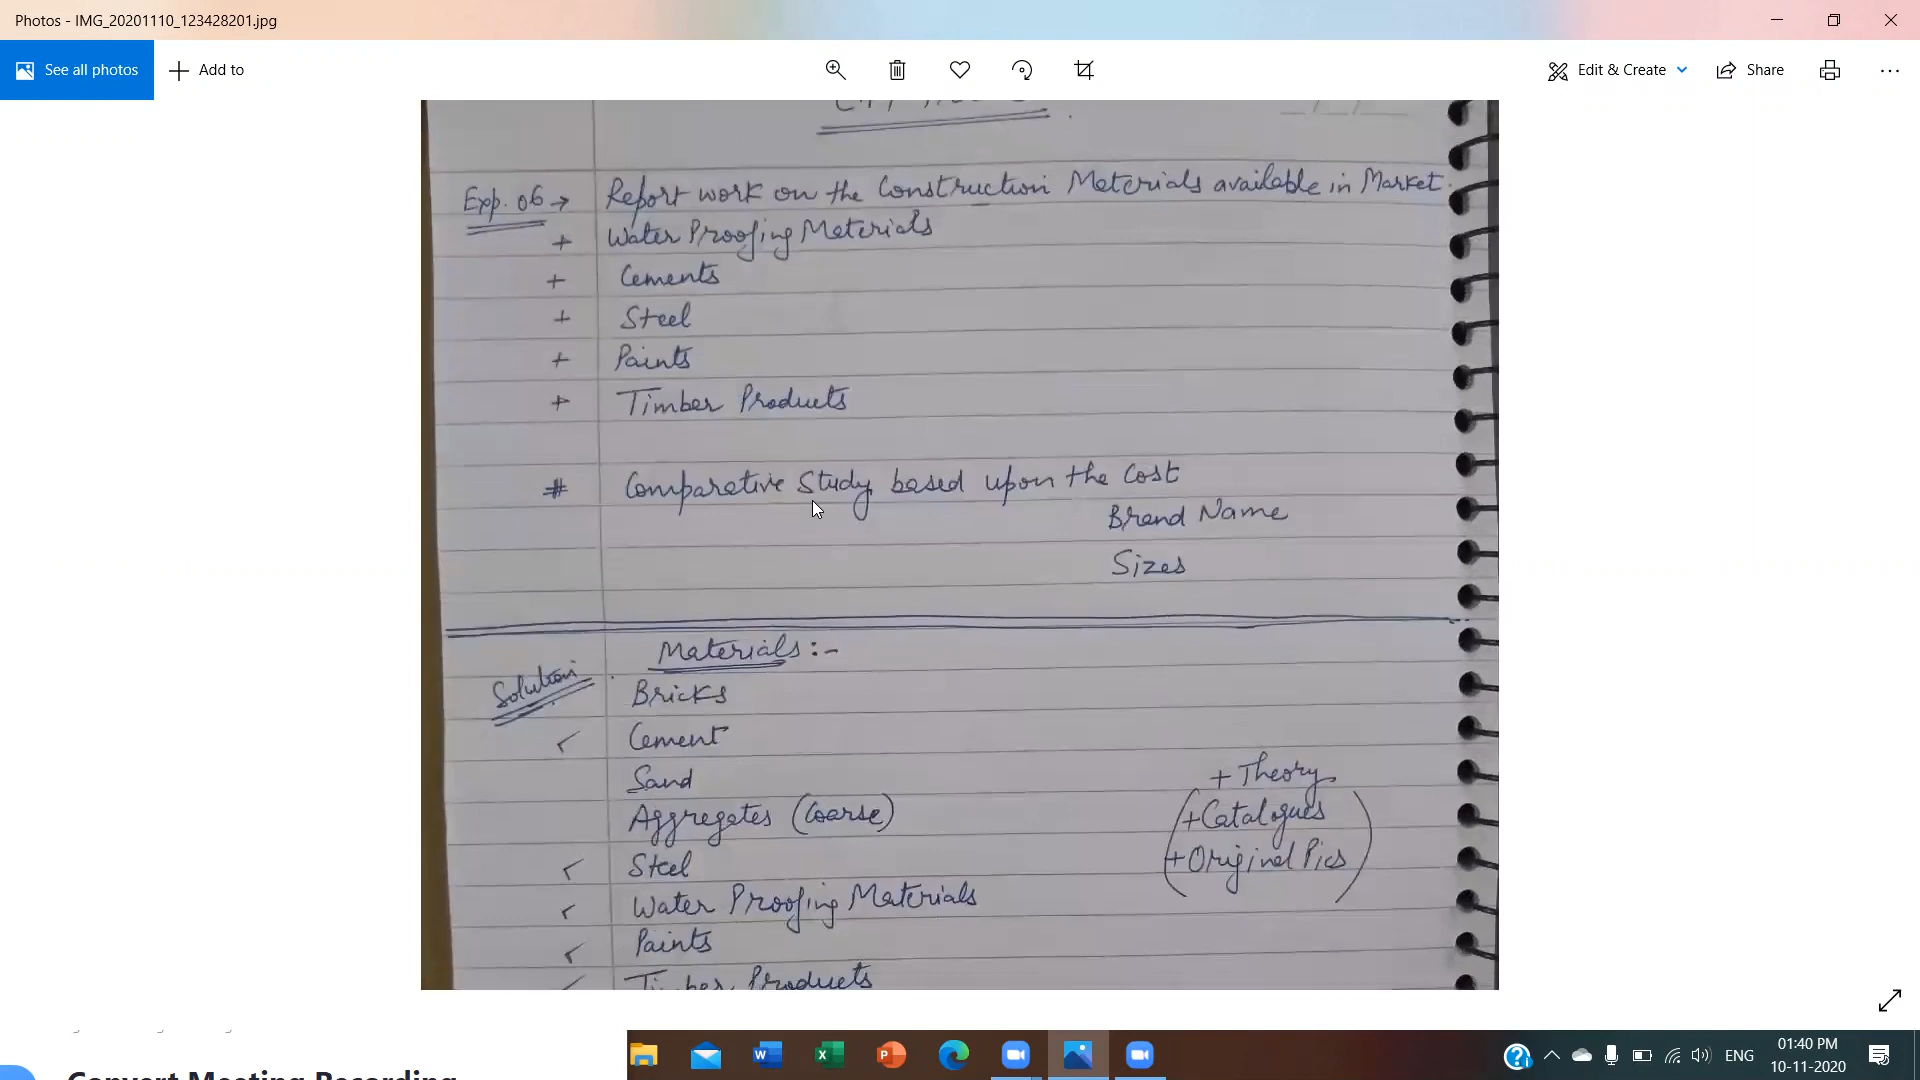 Photos - IMG_20201110_123428201.jpg
See all photos
Add to
Edit & Create
Share
Exp. 06 → Report work on the Construction Materials available in Market.
+ Water Proofing Materials
+ Cements
+ Steel
+ Paints
+ Timber Products
# Comparative Study based upon the Cost
Brand Name
Sizes
Solution
Materials :-
Bricks
✓ Cement
Sand
Aggregates (Coarse)
✓ Steel
✓ Water Proofing Materials
✓ Paints
✓ Timber Products
+ Theory
+ Catalogues
+ Original Pics
ENG
01:40 PM
10-11-2020
Convert Meeting Recording